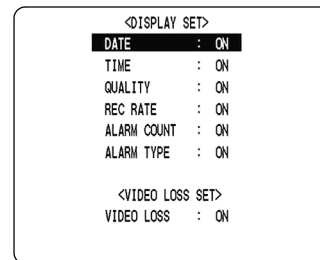 <DISPLAY SET>
DATE : ON
TIME : ON
QUALITY : ON
REC RATE : ON
ALARM COUNT : ON
ALARM TYPE : ON
<VIDEO LOSS SET>
VIDEO LOSS : ON